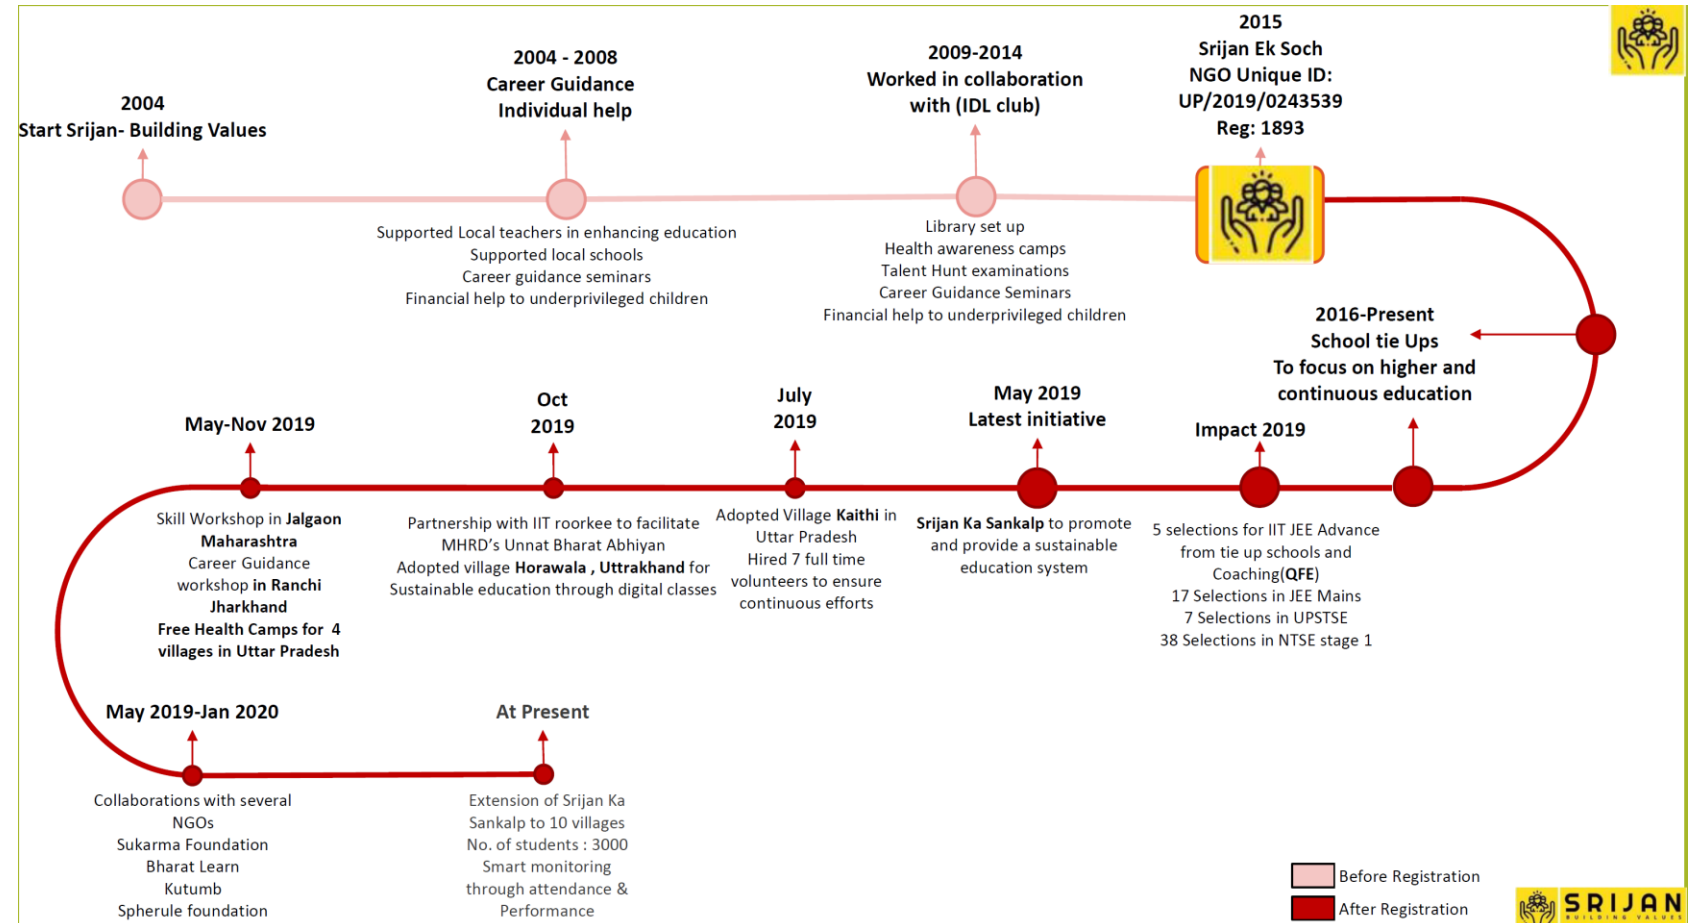 2004
Start Srijan- Building Values
2004 - 2008
Career Guidance
Individual help
Supported Local teachers in enhancing education
Supported local schools
Career guidance seminars
Financial help to underprivileged children
2009-2014
Worked in collaboration
with (IDL club)
Library set up
Health awareness camps
Talent Hunt examinations
Career Guidance Seminars
Financial help to underprivileged children
2015
Srijan Ek Soch
NGO Unique ID:
UP/2019/0243539
Reg: 1893
2016-Present
School tie Ups
To focus on higher and
continuous education
Impact 2019
5 selections for IIT JEE Advance
from tie up schools and
Coaching(QFE)
17 Selections in JEE Mains
7 Selections in UPSTSE
38 Selections in NTSE stage 1
May 2019
Latest initiative
Srijan Ka Sankalp to promote
and provide a sustainable
education system
July
2019
Adopted Village Kaithi in
Uttar Pradesh
Hired 7 full time
volunteers to ensure
continuous efforts
Oct
2019
Partnership with IIT roorkee to facilitate
MHRD's Unnat Bharat Abhiyan
Adopted village Horawala , Uttrakhand for
Sustainable education through digital classes
May-Nov 2019
Skill Workshop in Jalgaon
Maharashtra
Career Guidance
workshop in Ranchi
Jharkhand
Free Health Camps for 4
villages in Uttar Pradesh
May 2019-Jan 2020
Collaborations with several
NGOs
Sukarma Foundation
Bharat Learn
Kutumb
Spherule foundation
At Present
Extension of Srijan Ka
Sankalp to 10 villages
No. of students : 3000
Smart monitoring
through attendance &
Performance
Before Registration
After Registration
SRIJAN
BUILDING VALUES